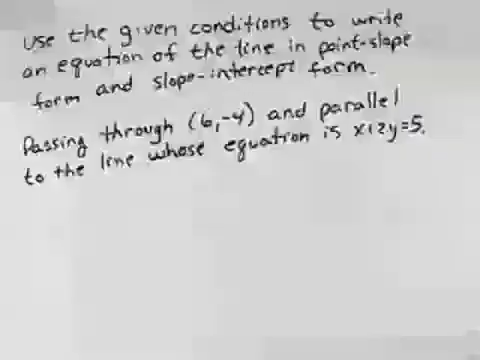 Use the given conditions to write
an equation of the line in point-slope
form and slope-intercept form.
Passing through (6,-4) and parallel
to the line whose equation is x+2y=5.